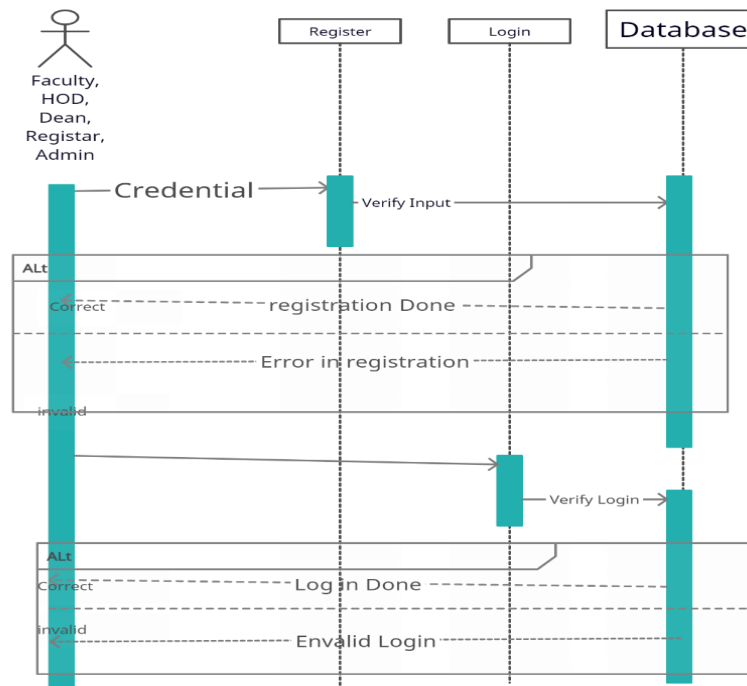 Register
Login
Database
Faculty,
HOD,
Dean,
Registar,
Admin
Credential
Verify Input
ALt
Correct
registration Done
Error in registration
invalid
Verify Login
ALt
Correct
Log in Done
invalid
Envalid Login